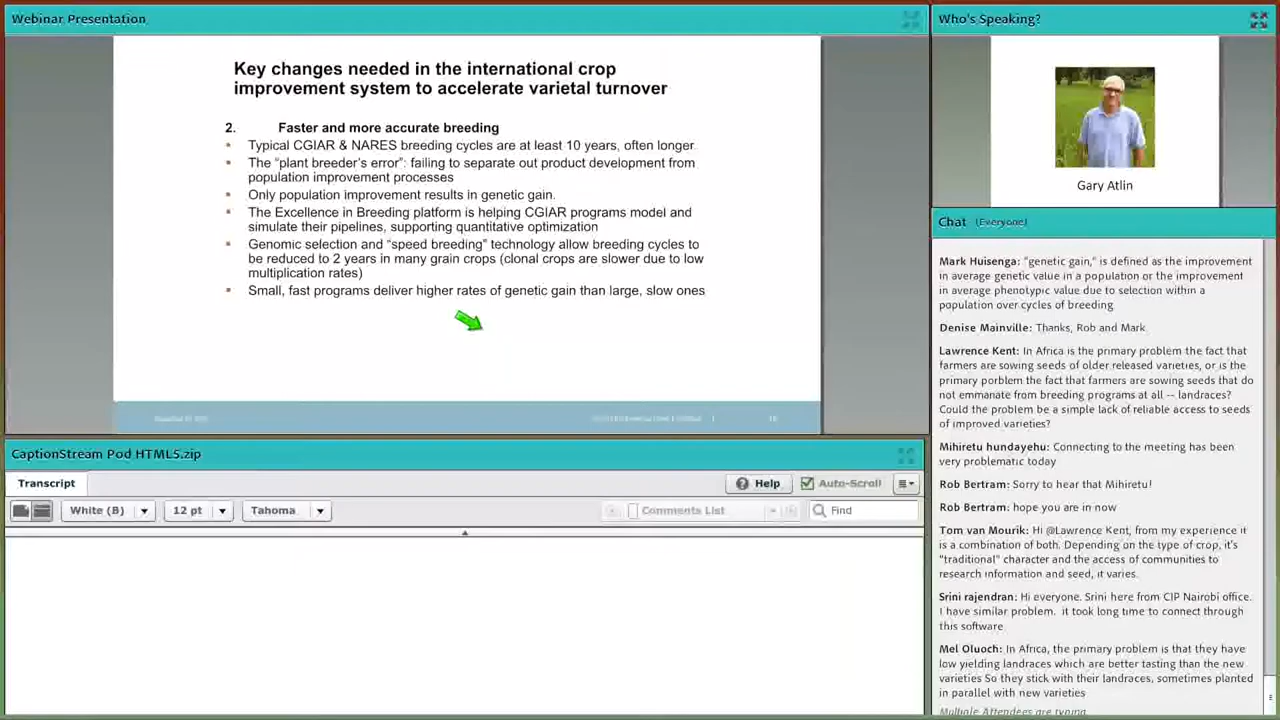 Webinar Presentation
Key changes needed in the international crop
improvement system to accelerate varietal turnover
2. Faster and more accurate breeding
Typical CGIAR & NARES breeding cycles are at least 10 years, often longer.
The “plant breeder’s error”: failing to separate out product development from
population improvement processes
Only population improvement results in genetic gain.
The Excellence in Breeding platform is helping CGIAR programs model and
simulate their pipelines, supporting quantitative optimization
Genomic selection and “speed breeding” technology allow breeding cycles to
be reduced to 2 years in many grain crops (clonal crops are slower due to low
multiplication rates)
Small, fast programs deliver higher rates of genetic gain than large, slow ones
CaptionStream Pod HTML5.zip
Transcript
Help
Auto-Scroll
White (B)
12 pt
Tahoma
Comments List
Find
Who's Speaking?
Gary Atlin
Chat (Everyone)
Mark Huisenga: "genetic gain," is defined as the improvement
in average genetic value in a population or the improvement
in average phenotypic value due to selection within a
population over cycles of breeding
Denise Mainville: Thanks, Rob and Mark
Lawrence Kent: In Africa is the primary problem the fact that
farmers are sowing seeds of older released varieties, or is the
primary porblem the fact that farmers are sowing seeds that do
not emmanate from breeding programs at all -- landraces?
Could the problem be a simple lack of reliable access to seeds
of improved varieties?
Mihiretu hundayehu: Connecting to the meeting has been
very problematic today
Rob Bertram: Sorry to hear that Mihiretu!
Rob Bertram: hope you are in now
Tom van Mourik: Hi @Lawrence Kent, from my experience it
is a combination of both. Depending on the type of crop, it's
"traditional" character and the access of communities to
research information and seed, it varies.
Srini rajendran: Hi everyone. Srini here from CIP Nairobi office.
I have similar problem. it took long time to connect through
this software
Mel Oluoch: In Africa, the primary problem is that they have
low yielding landraces which are better tasting than the new
varieties So they stick with their landraces, sometimes planted
in parallel with new varieties
Multiple Attendees are typing